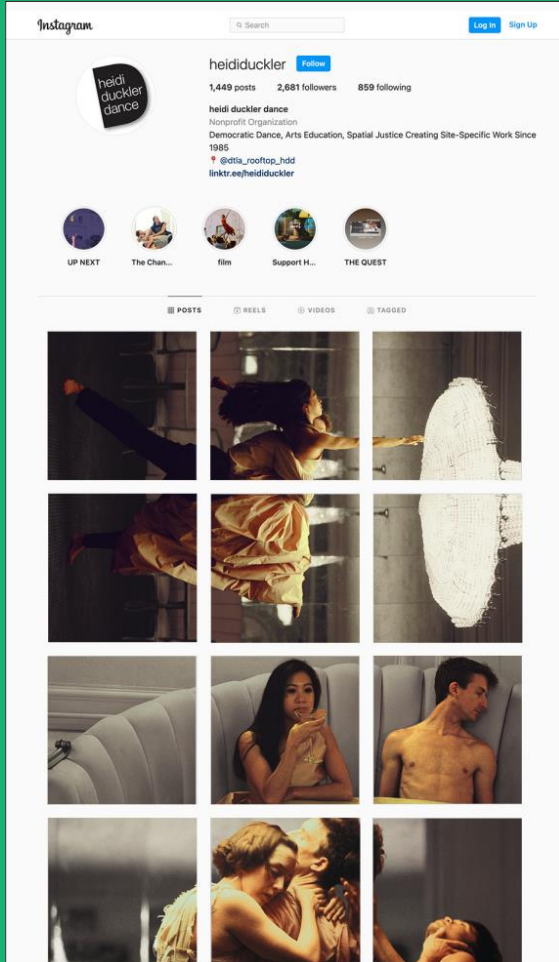 Instagram
Search
Log In Sign Up
heidi
duckler
dance
heididuckler Follow
1,449 posts 2,681 followers 859 following
heidi duckler dance
Nonprofit Organization
Democratic Dance, Arts Education, Spatial Justice Creating Site-Specific Work Since
1985
📍 @dtla_rooftop_hdd
linktr.ee/heididuckler
UP NEXT The Chan... film Support H... THE QUEST
POSTS REELS VIDEOS TAGGED